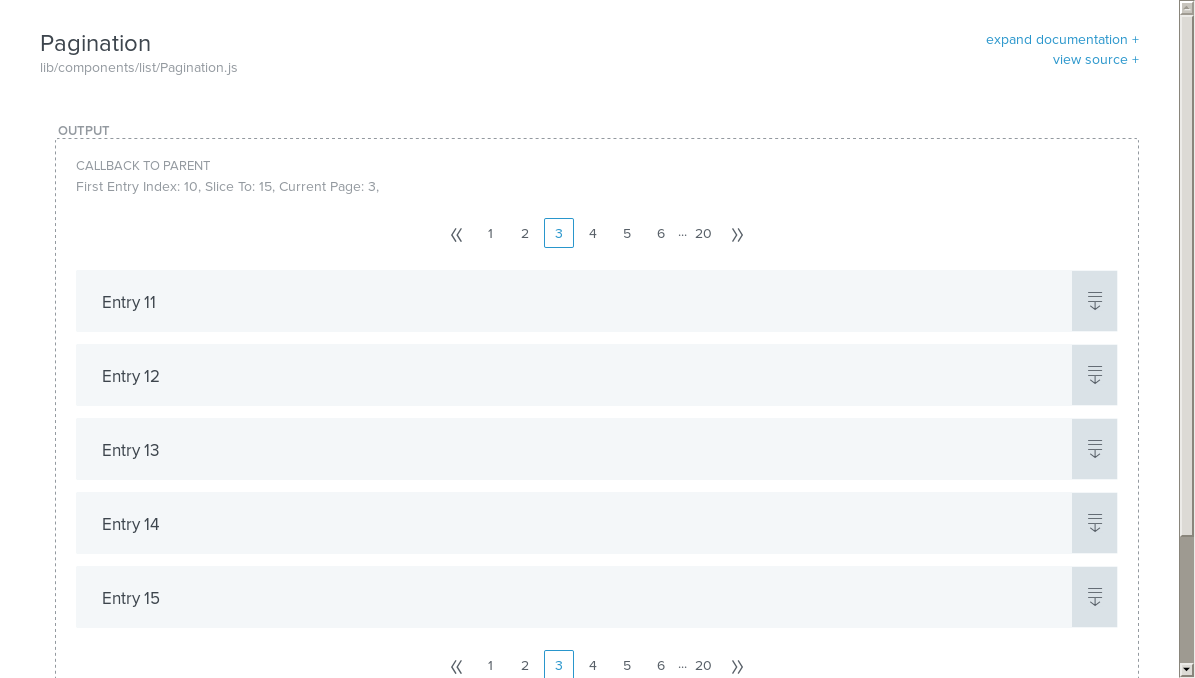 Pagination
lib/components/list/Pagination.js
expand documentation +
view source +
OUTPUT
CALLBACK TO PARENT
First Entry Index: 10, Slice To: 15, Current Page: 3,
1 2 3 4 5 6 ... 20
Entry 11
Entry 12
Entry 13
Entry 14
Entry 15
1 2 3 4 5 6 ... 20